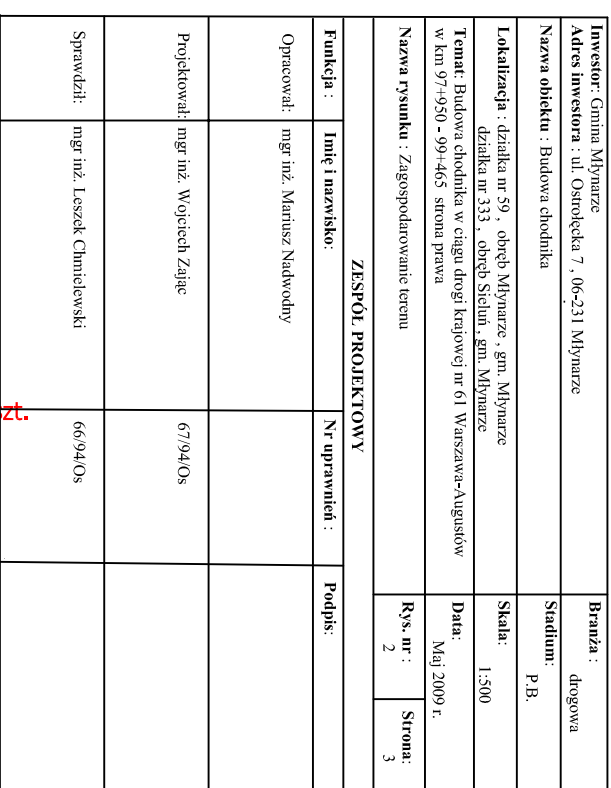 Inwestor: Gmina Młynarze
Adres inwestora : ul. Ostrołęcka 7 , 06-231 Młynarze
Branża :
drogowa
Nazwa obiektu : Budowa chodnika
Stadium:
P.B.
Lokalizacja : działka nr 59 , obręb Młynarze , gm. Młynarze
działka nr 333 , obręb Sieluń , gm. Młynarze
Skala:
1:500
Temat: Budowa chodnika w ciągu drogi krajowej nr 61 Warszawa-Augustów
w km 97+950 - 99+465 strona prawa
Data:
Maj 2009 r.
Nazwa rysunku : Zagospodarowanie terenu
Rys. nr :
2
Strona:
3
ZESPÓŁ PROJEKTOWY
Funkcja : Imię i nazwisko: Nr uprawnień : Podpis:
Opracował: mgr inż. Mariusz Nadwodny
Projektował: mgr inż. Wojciech Zając 67/94/Os
Sprawdził: mgr inż. Leszek Chmielewski 66/94/Os
zt.